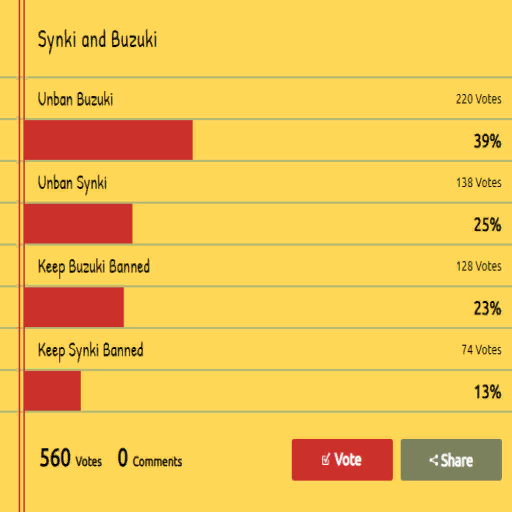 Synki and Buzuki
Unban Buzuki 220 Votes
39%
Unban Synki 138 Votes
25%
Keep Buzuki Banned 128 Votes
23%
Keep Synki Banned 74 Votes
13%
560 Votes 0 Comments Vote Share